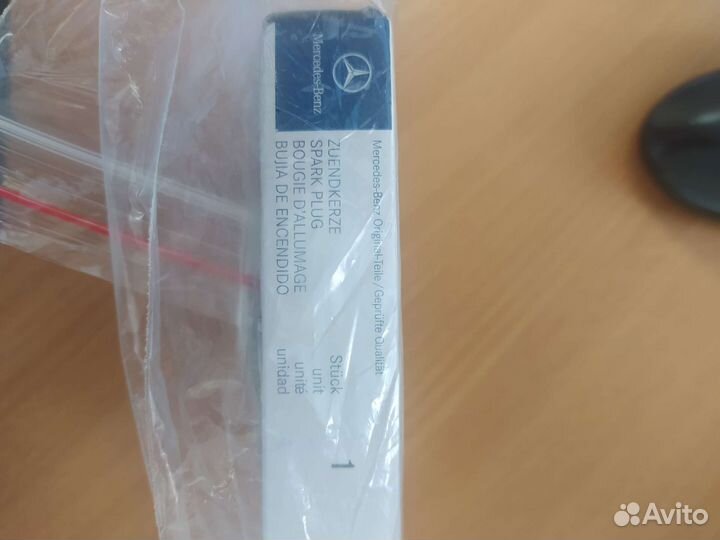 Mercedes-Benz
Mercedes-Benz Original-Teile/Geprüfte Qualität
ZUENDKERZE
SPARK PLUG
BOUGIE D'ALLUMAGE
BUJIA DE ENCENDIDO
Stück 1
unit
unité
unidad
Avito